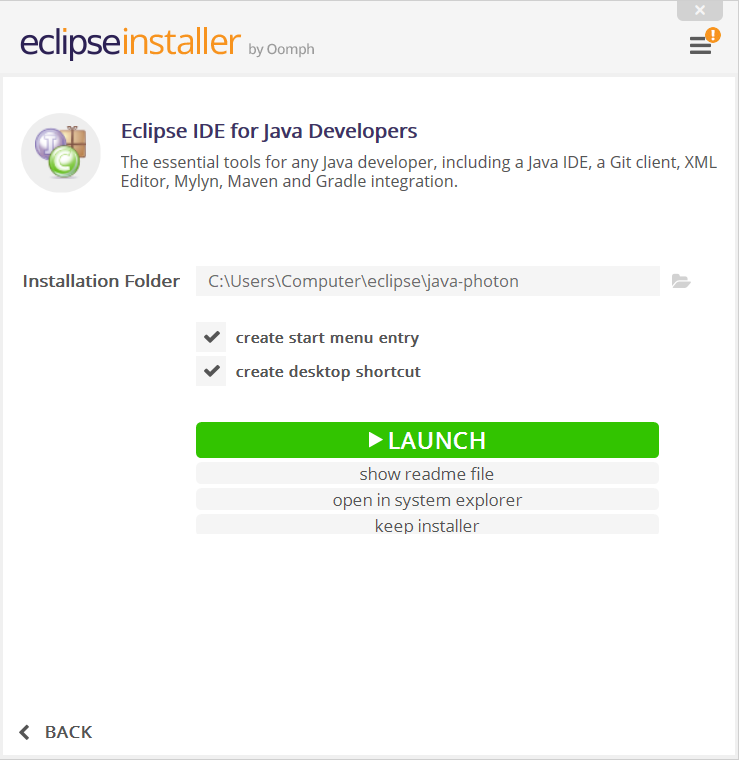 eclipseinstaller by Oomph
Eclipse IDE for Java Developers
The essential tools for any Java developer, including a Java IDE, a Git client, XML
Editor, Mylyn, Maven and Gradle integration.
Installation Folder C:\Users\Computer\eclipse\java-photon
create start menu entry
create desktop shortcut
LAUNCH
show readme file
open in system explorer
keep installer
BACK